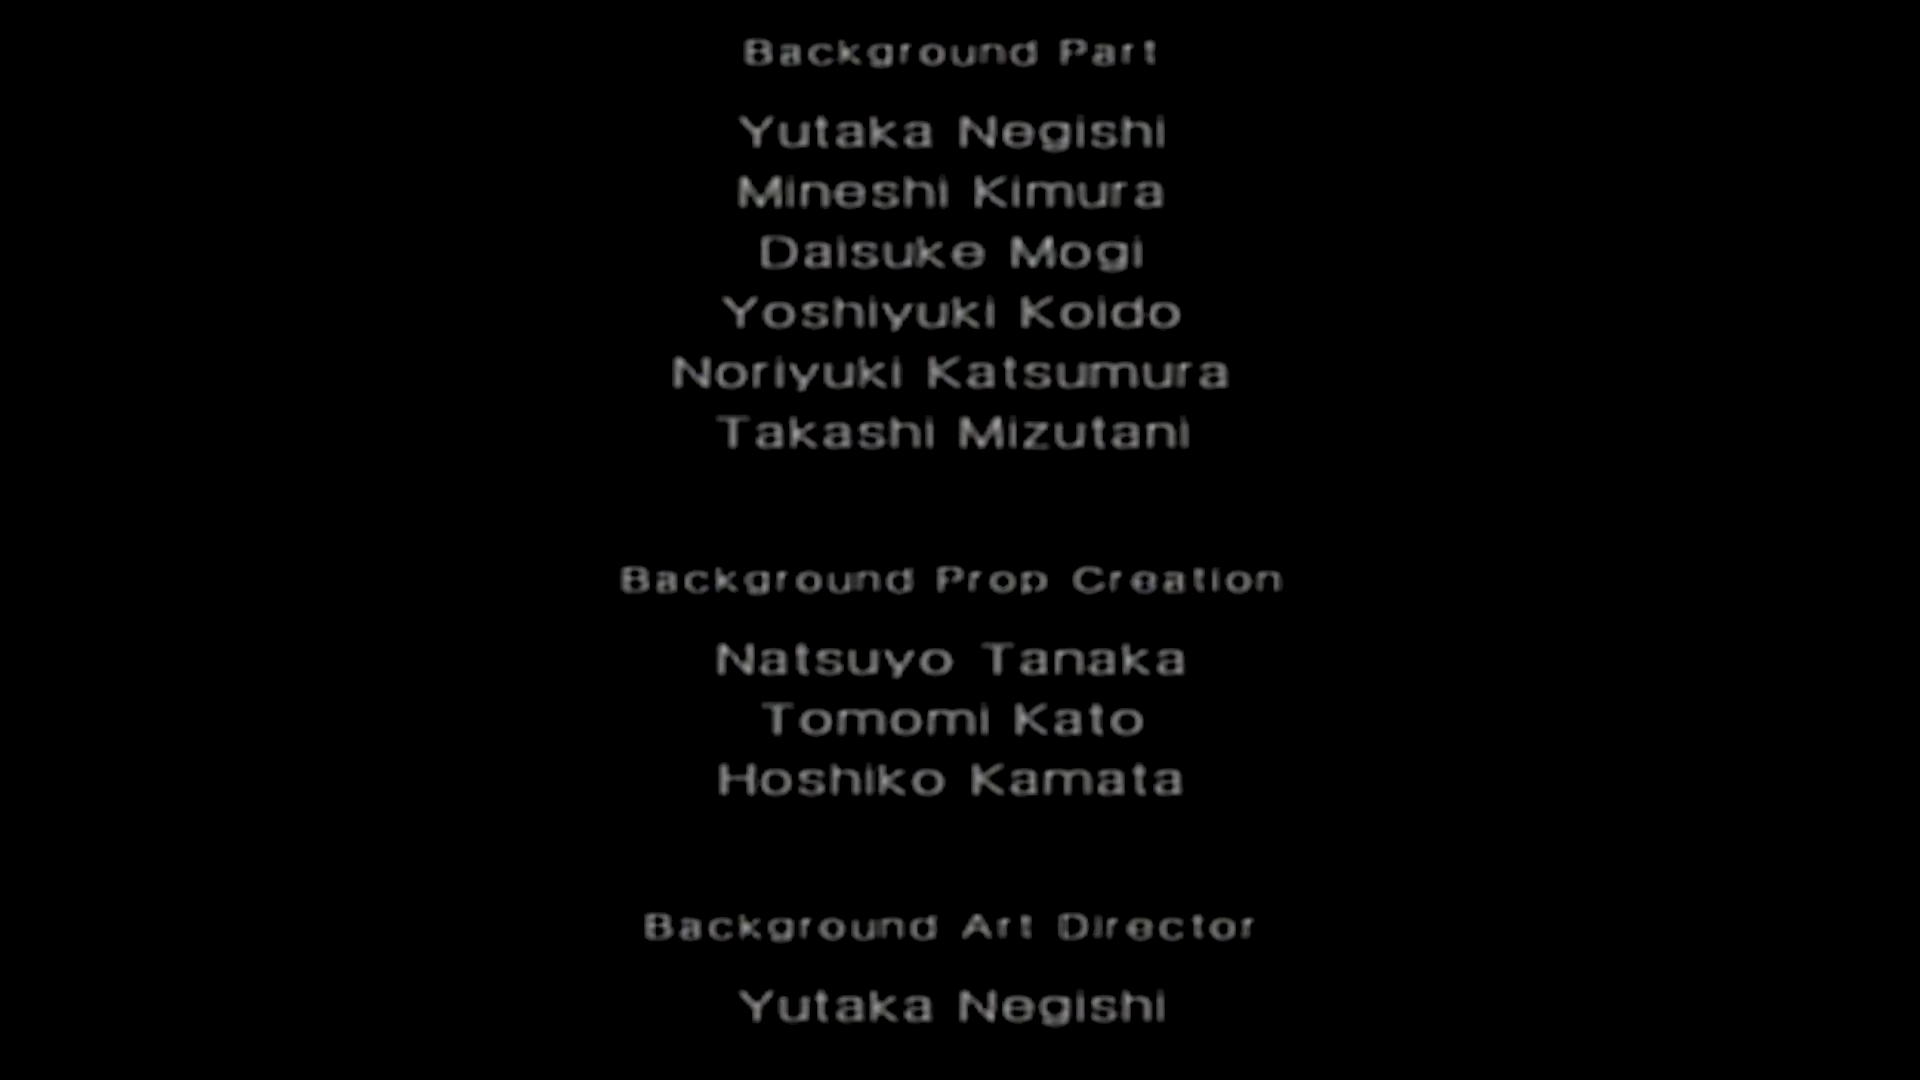 Background Part
Yutaka Negishi
Mineshi Kimura
Daisuke Mogi
Yoshiyuki Koido
Noriyuki Katsumura
Takashi Mizutani
Background Prop Creation
Natsuyo Tanaka
Tomomi Kato
Hoshiko Kamata
Background Art Director
Yutaka Negishi